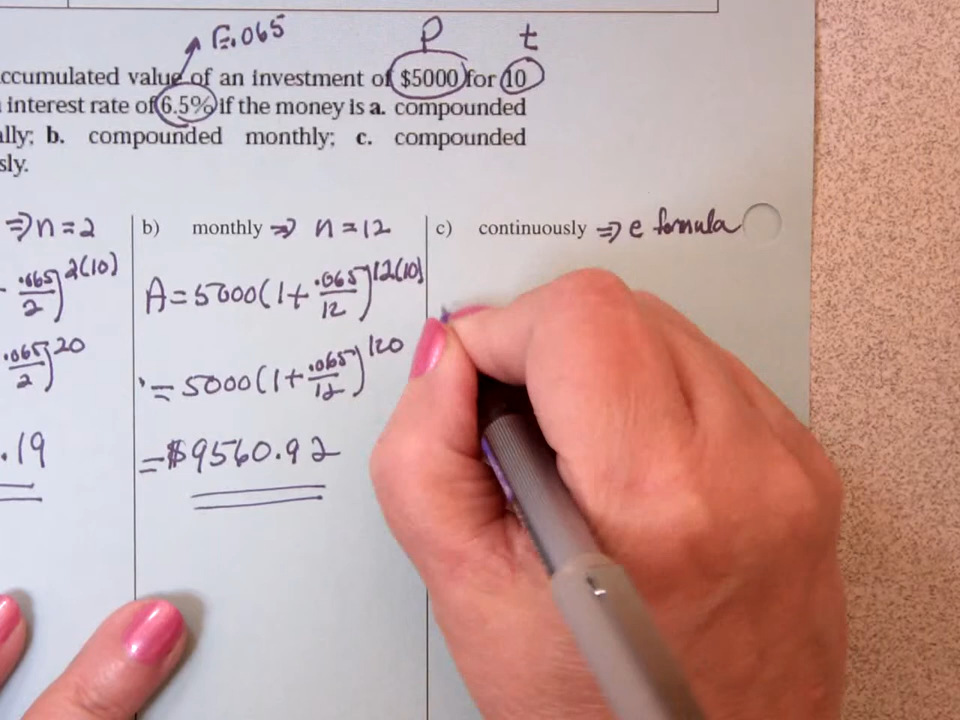 r=.065 P t
ccumulated value of an investment of $5000 for 10
interest rate of 6.5% if the money is a. compounded
ally; b. compounded monthly; c. compounded
sly.
⇒ n = 2 b) monthly ⇒ n = 12 c) continuously ⇒ e formula
.065/2)^2(10) A = 5000(1 + .065/12)^12(10)
.065/2)^20 = 5000(1 + .065/12)^120
.19 = $9560.92